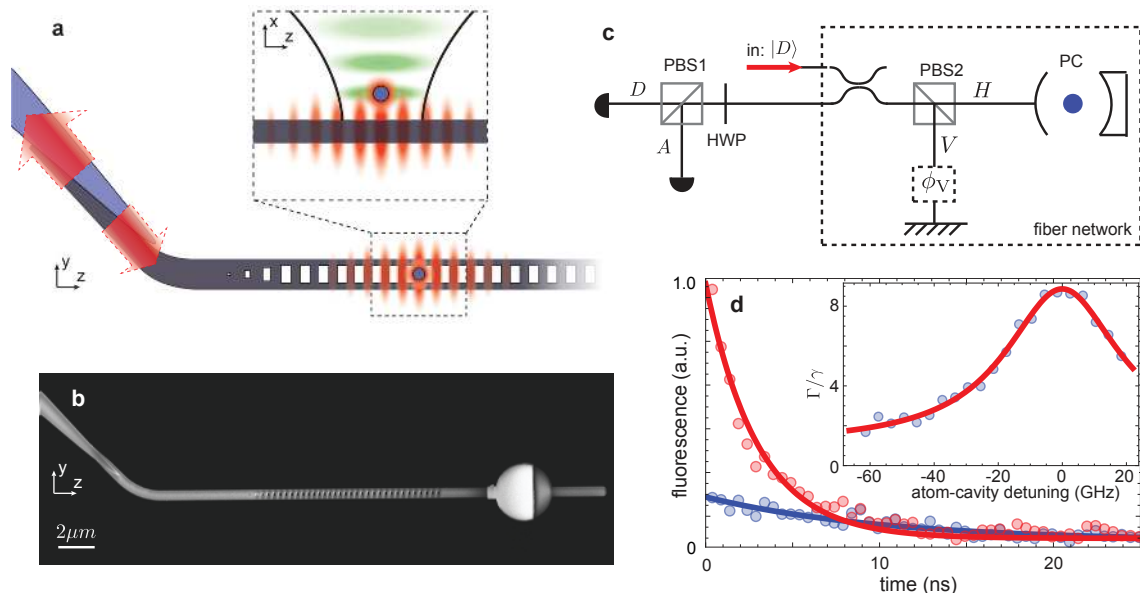 a
x
z
y
z
b
y
z
2μm
c
in: |D⟩
PBS1
D
A
HWP
PBS2
H
V
ϕV
PC
fiber network
d
1.0
0
fluorescence (a.u.)
0
10
20
time (ns)
8
4
0
Γ/γ
-60
-40
-20
0
20
atom-cavity detuning (GHz)